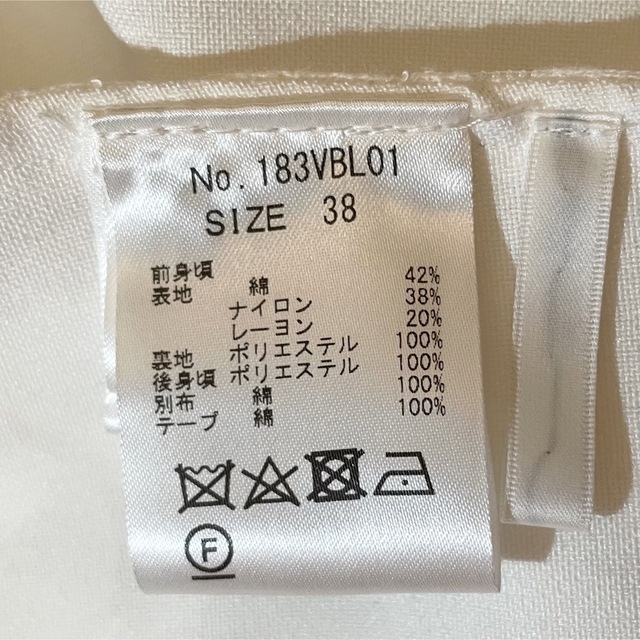 No.183VBL01
SIZE 38
前身頃
表地 綿 42%
ナイロン 38%
レーヨン 20%
裏地 ポリエステル 100%
後身頃 ポリエステル 100%
別布 綿 100%
テープ 綿 100%
F